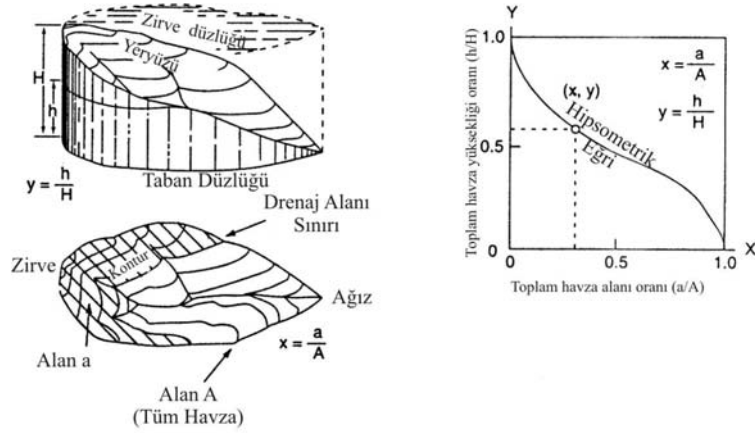 Zirve düzlüğü
Yeryüzü
H
h
y = h/H
Taban Düzlüğü
Drenaj Alanı
Sınırı
Zirve
Kontur
Ağız
Alan a
x = a/A
Alan A
(Tüm Havza)
Y
1.0
x = a/A
(x, y)
y = h/H
Hipsometrik
Eğri
0.5
Toplam havza yüksekliği oranı (h/H)
0
X
0
0.5
1.0
Toplam havza alanı oranı (a/A)